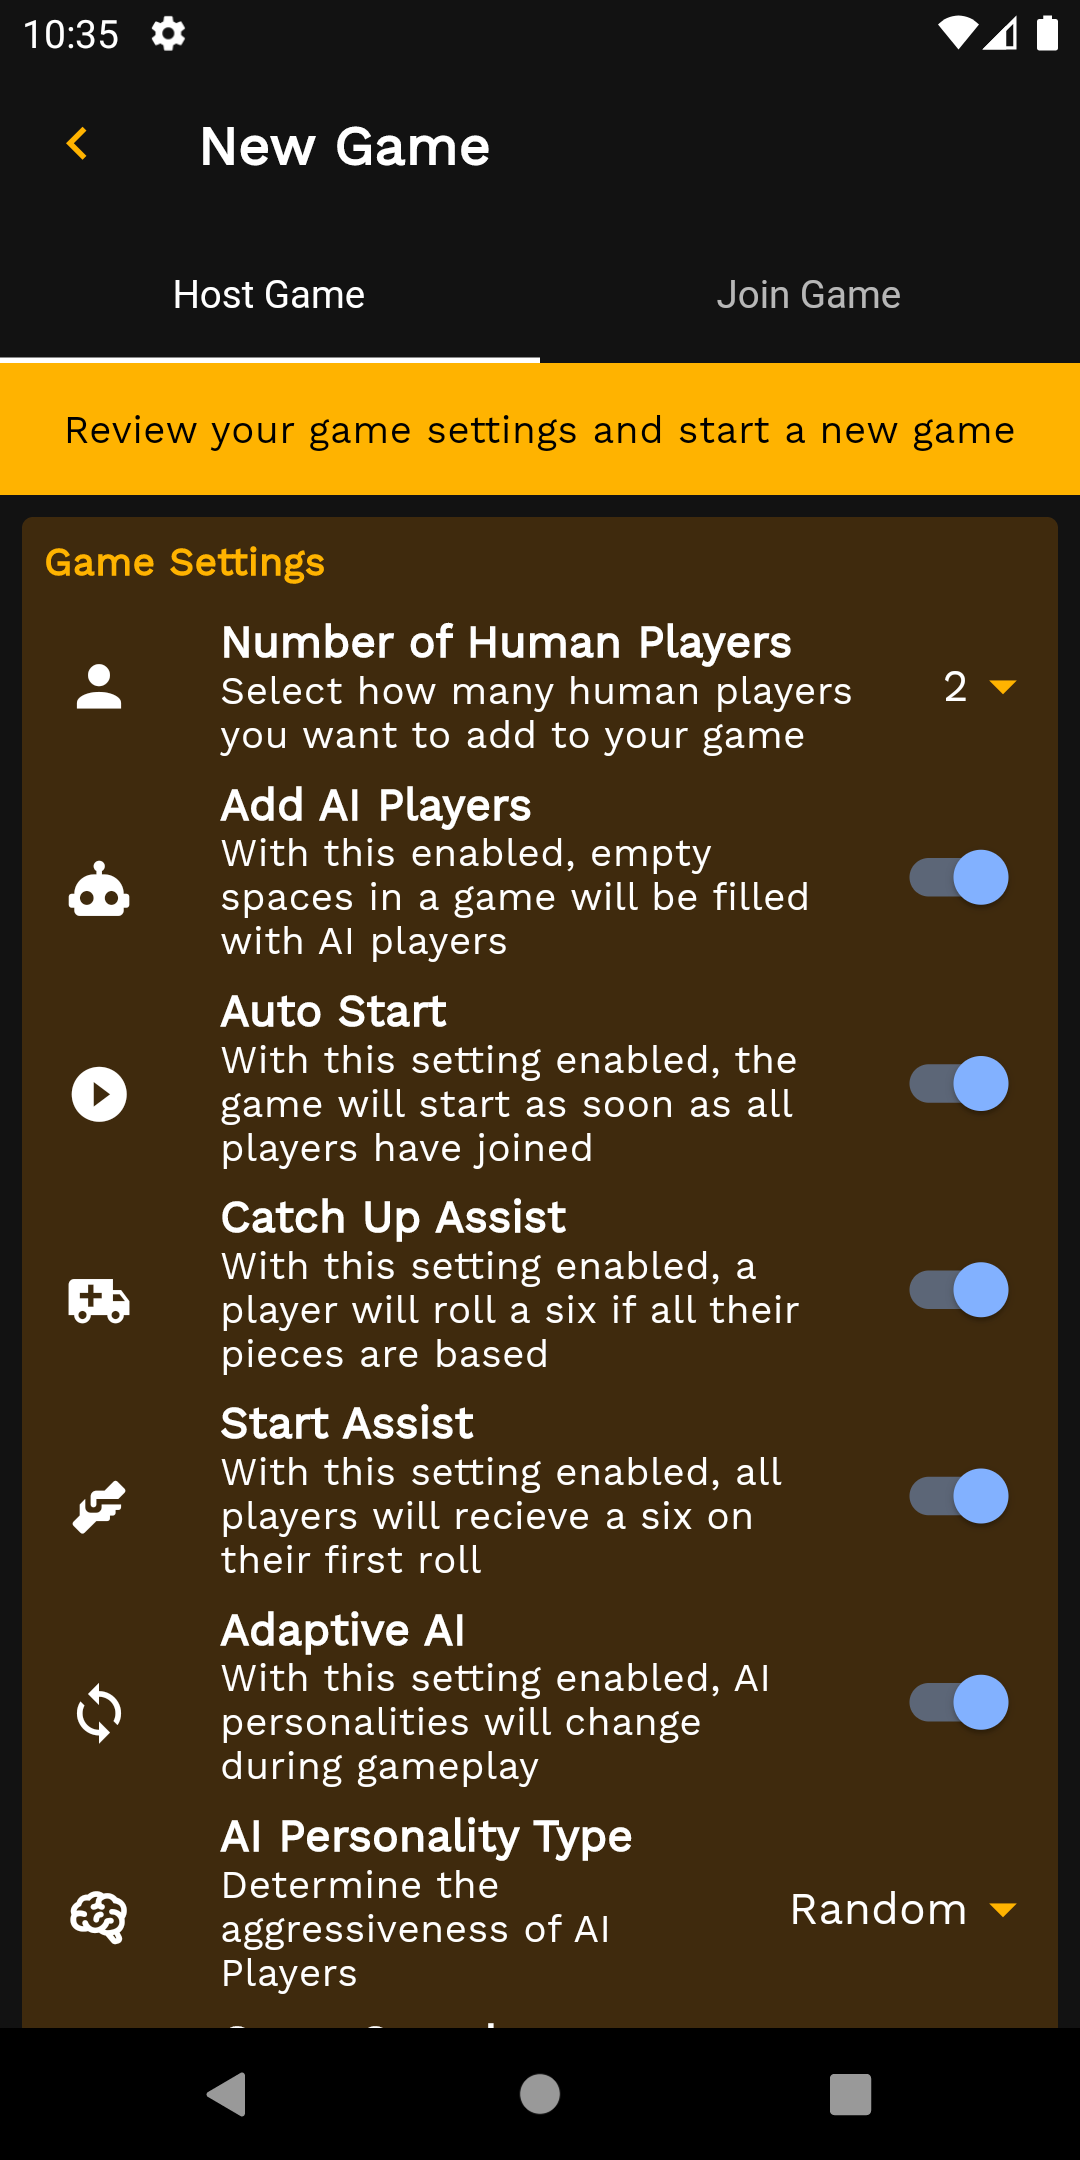 10:35
New Game
Host Game
Join Game
Review your game settings and start a new game
Game Settings
Number of Human Players
Select how many human players
you want to add to your game
2
Add AI Players
With this enabled, empty
spaces in a game will be filled
with AI players
Auto Start
With this setting enabled, the
game will start as soon as all
players have joined
Catch Up Assist
With this setting enabled, a
player will roll a six if all their
pieces are based
Start Assist
With this setting enabled, all
players will recieve a six on
their first roll
Adaptive AI
With this setting enabled, AI
personalities will change
during gameplay
AI Personality Type
Determine the
aggressiveness of AI
Players
Random